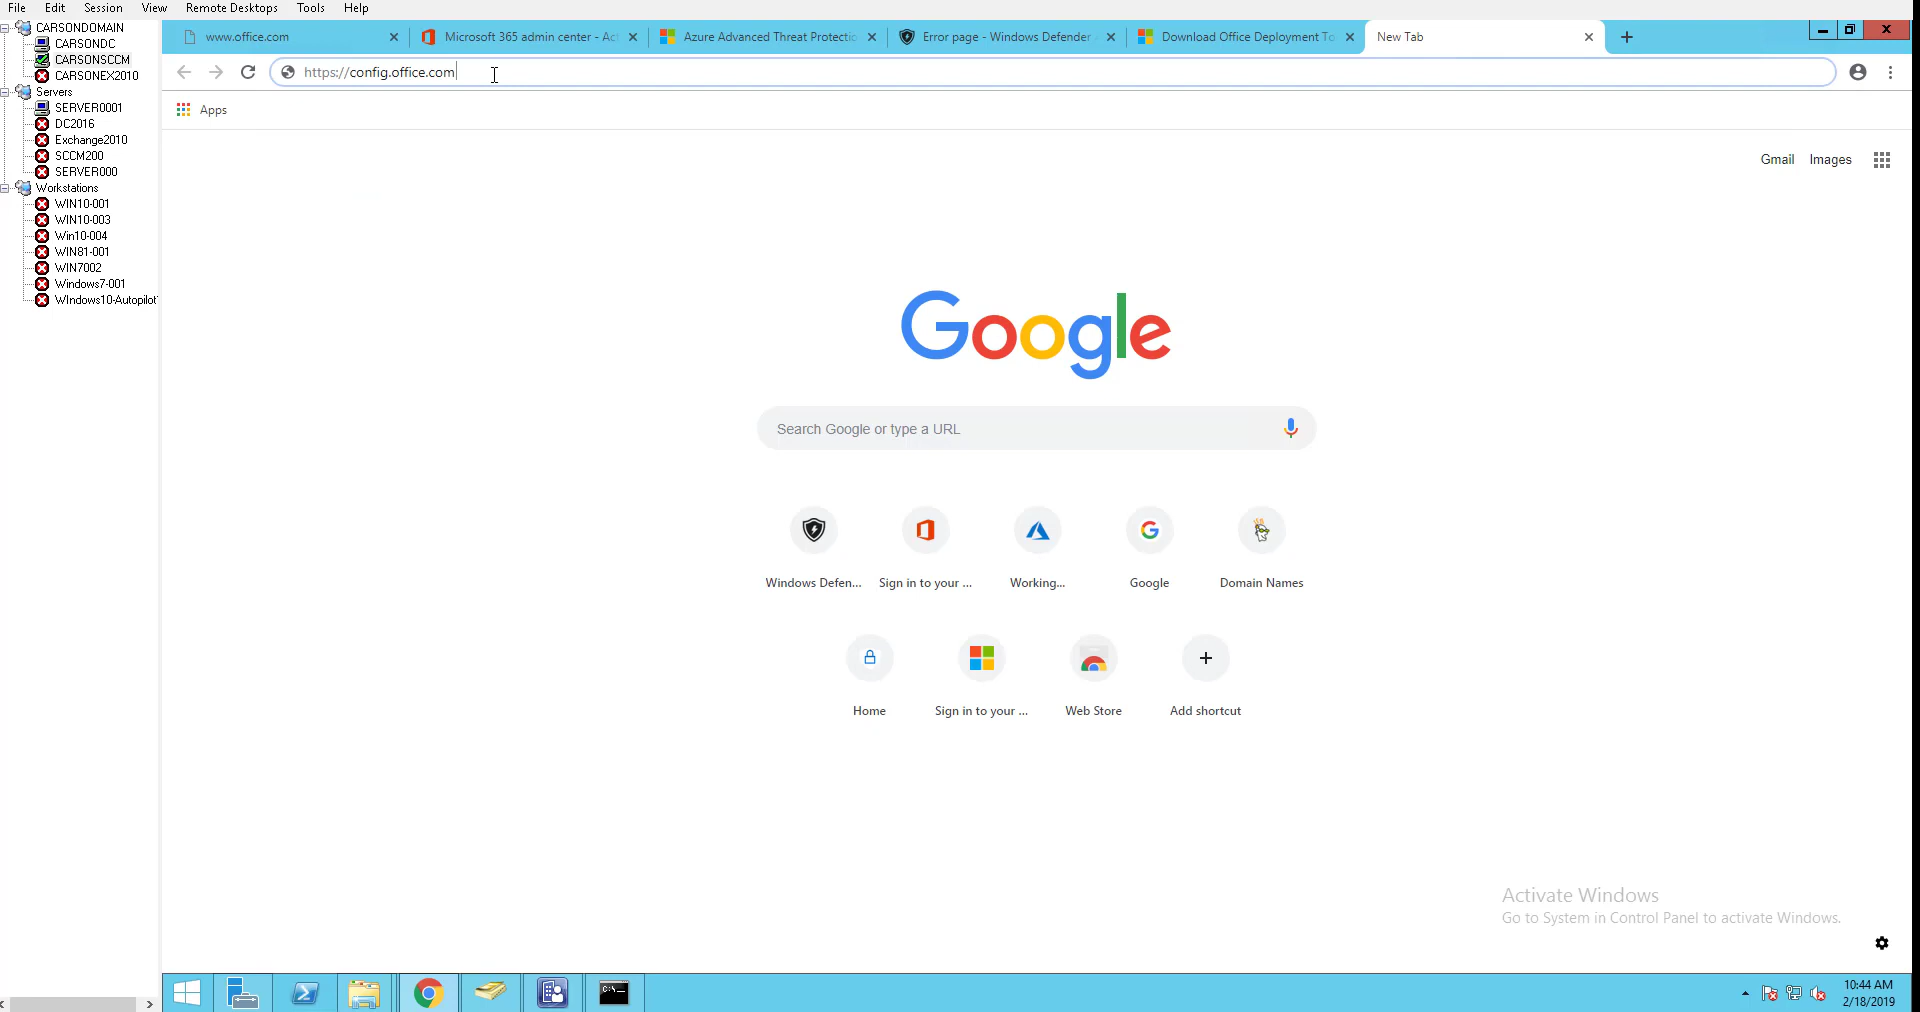 File Edit Session View Remote Desktops Tools Help
CARSONDOMAIN
CARSONDC
CARSONSCCM
CARSONEX2010
Servers
SERVER0001
DC2016
Exchange2010
SCCM200
SERVER000
Workstations
WIN10-001
WIN10-003
Win10-004
WIN81-001
WIN7002
Windows7-001
WIndows10-Autopilot
www.office.com
Microsoft 365 admin center - Act
Azure Advanced Threat Protectio
Error page - Windows Defender
Download Office Deployment To
New Tab
https://config.office.com
Apps
Gmail Images
Google
Search Google or type a URL
Windows Defen... Sign in to your ... Working... Google Domain Names
Home Sign in to your ... Web Store Add shortcut
Activate Windows
Go to System in Control Panel to activate Windows.
10:44 AM
2/18/2019